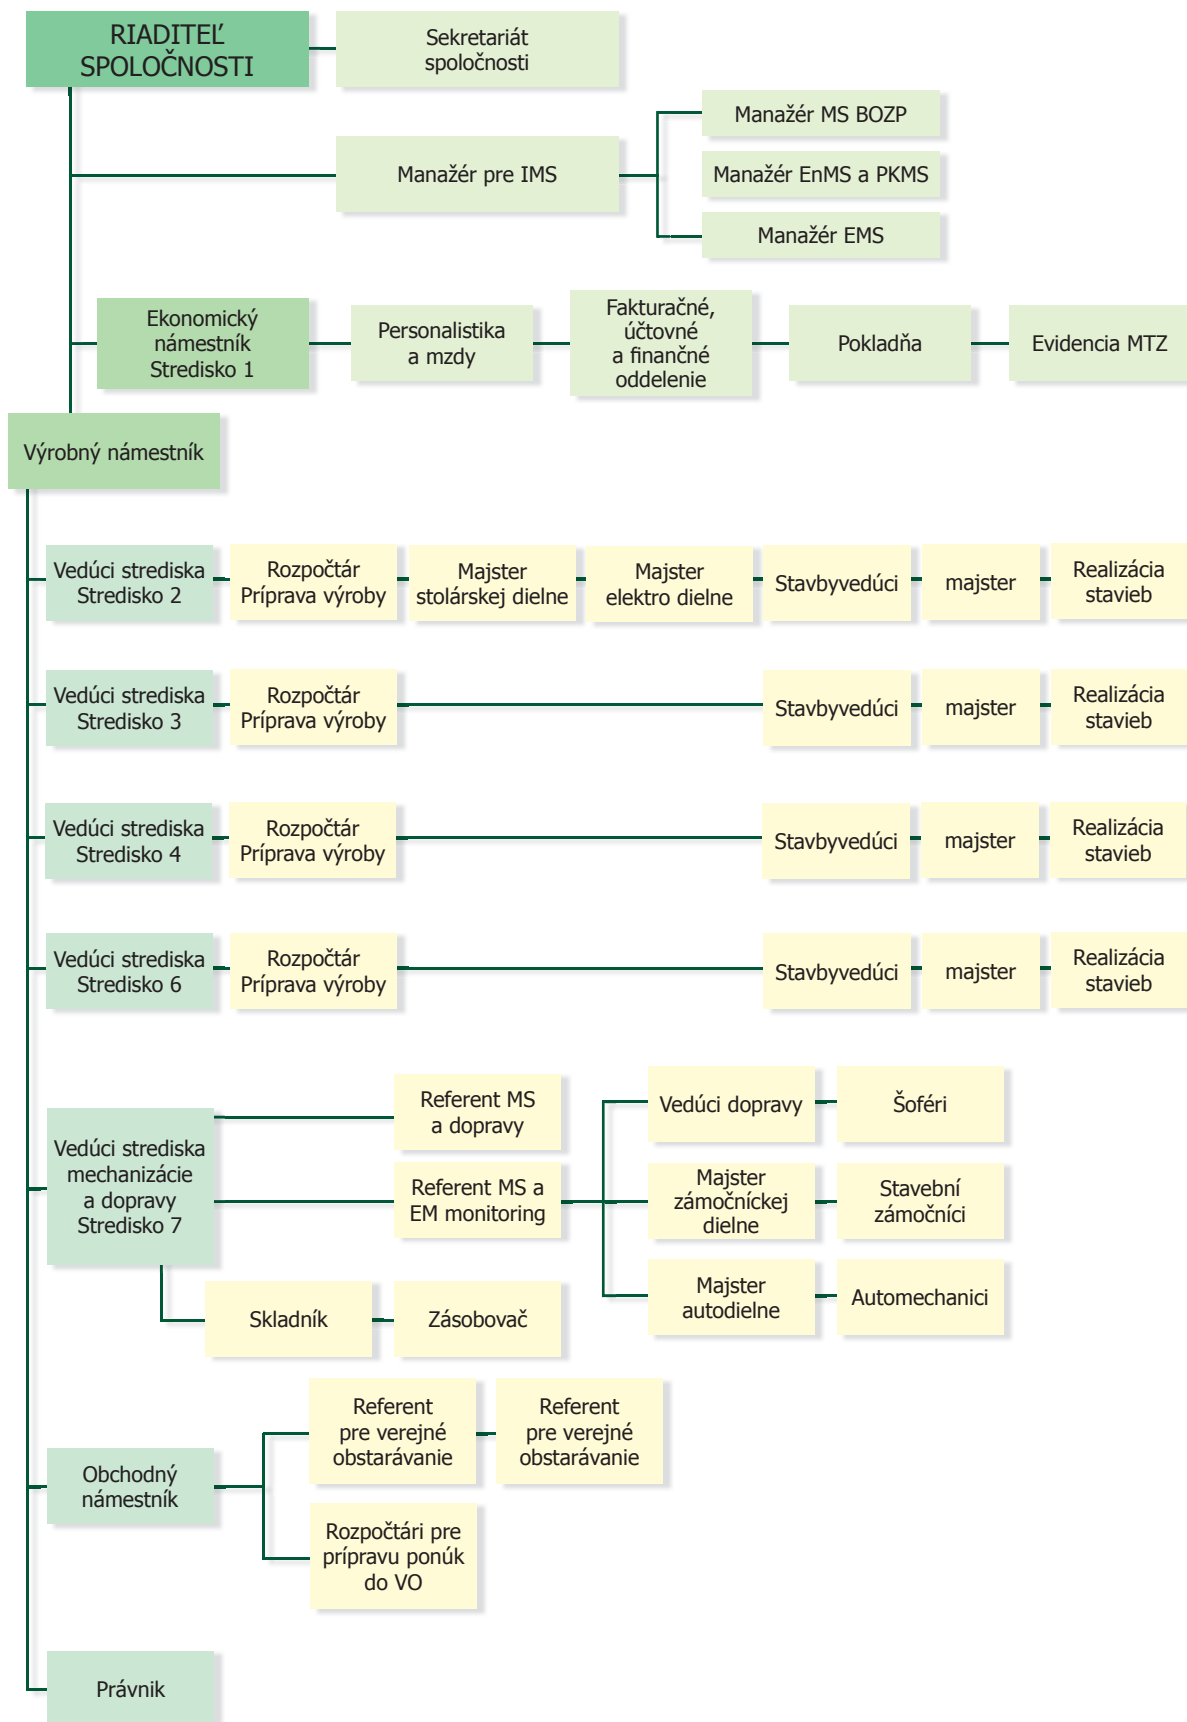 RIADITEĽ
SPOLOČNOSTI
Sekretariát
spoločnosti
Manažér MS BOZP
Manažér pre IMS
Manažér EnMS a PKMS
Manažér EMS
Ekonomický
námestník
Stredisko 1
Personalistika
a mzdy
Fakturačné,
účtovné
a finančné
oddelenie
Pokladňa
Evidencia MTZ
Výrobný námestník
Vedúci strediska
Stredisko 2
Rozpočtár
Príprava výroby
Majster
stolárskej dielne
Majster
elektro dielne
Stavbyvedúci
majster
Realizácia
stavieb
Vedúci strediska
Stredisko 3
Rozpočtár
Príprava výroby
Stavbyvedúci
majster
Realizácia
stavieb
Vedúci strediska
Stredisko 4
Rozpočtár
Príprava výroby
Stavbyvedúci
majster
Realizácia
stavieb
Vedúci strediska
Stredisko 6
Rozpočtár
Príprava výroby
Stavbyvedúci
majster
Realizácia
stavieb
Vedúci strediska
mechanizácie
a dopravy
Stredisko 7
Referent MS
a dopravy
Referent MS a
EM monitoring
Vedúci dopravy
Šoféri
Majster
zámočníckej
dielne
Stavební
zámočníci
Majster
autodielne
Automechanici
Skladník
Zásobovač
Obchodný
námestník
Referent
pre verejné
obstarávanie
Referent
pre verejné
obstarávanie
Rozpočtári pre
prípravu ponúk
do VO
Právnik